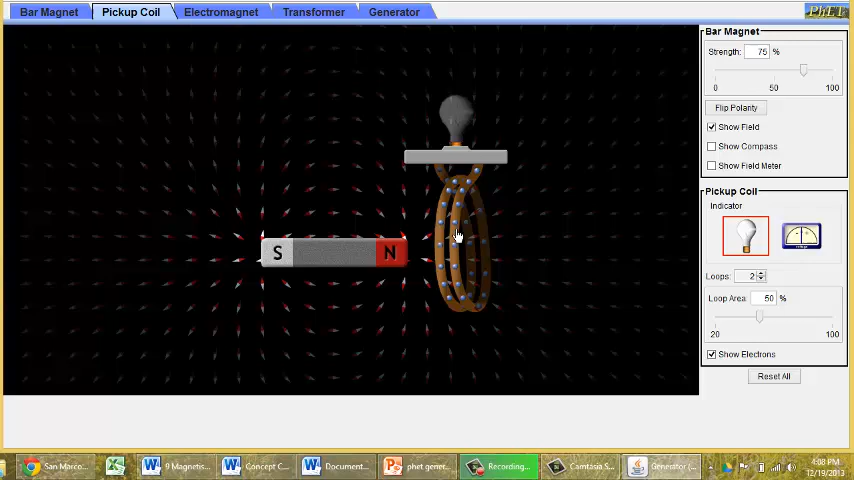 Bar Magnet
Pickup Coil
Electromagnet
Transformer
Generator
PhET
Bar Magnet
Strength: 75 %
0 50 100
Flip Polarity
Show Field
Show Compass
Show Field Meter
S N
Pickup Coil
Indicator
Loops: 2
Loop Area: 50 %
20 100
Show Electrons
Reset All
San Marco...
9 Magnetis...
Concept C...
Document...
phet gener...
Recording...
Camtasia S...
Generator (...
4:08 PM
12/19/2013